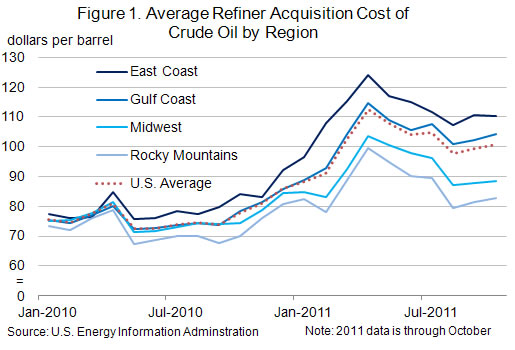 Figure 1. Average Refiner Acquisition Cost of
Crude Oil by Region
dollars per barrel
130
120
110
100
90
80
70
60
=
0
East Coast
Gulf Coast
Midwest
Rocky Mountains
U.S. Average
Jan-2010
Jul-2010
Jan-2011
Jul-2011
Source: U.S. Energy Information Adminstration
Note: 2011 data is through October